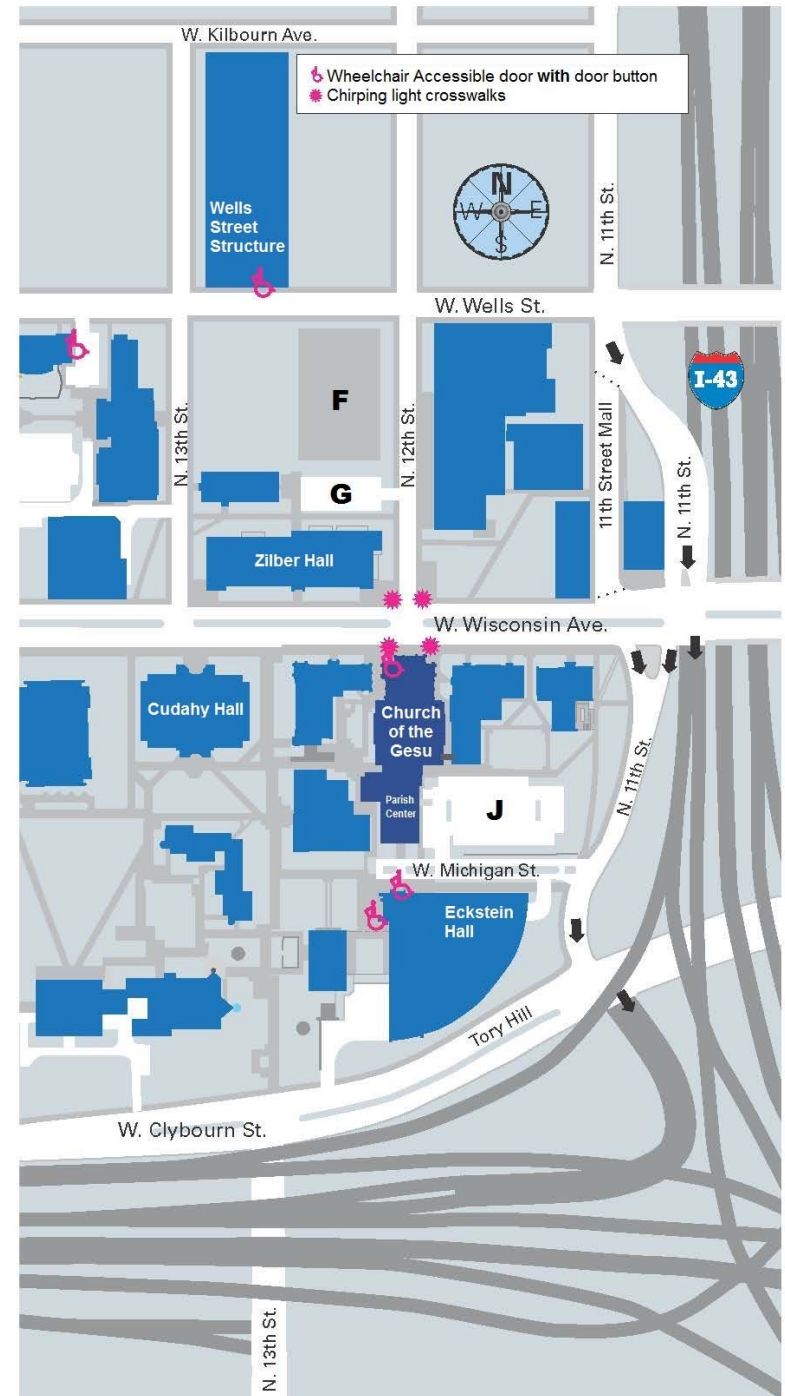 W. Kilbourn Ave.
Wheelchair Accessible door with door button
Chirping light crosswalks
N
W E
S
Wells
Street
Structure
N. 11th St.
W. Wells St.
I-43
F
N. 13th St.
N. 12th St.
11th Street Mall
N. 11th St.
G
Zilber Hall
W. Wisconsin Ave.
Cudahy Hall
Church
of the
Gesu
Parish
Center
J
N. 11th St.
W. Michigan St.
Eckstein
Hall
Tory Hill
W. Clybourn St.
N. 13th St.